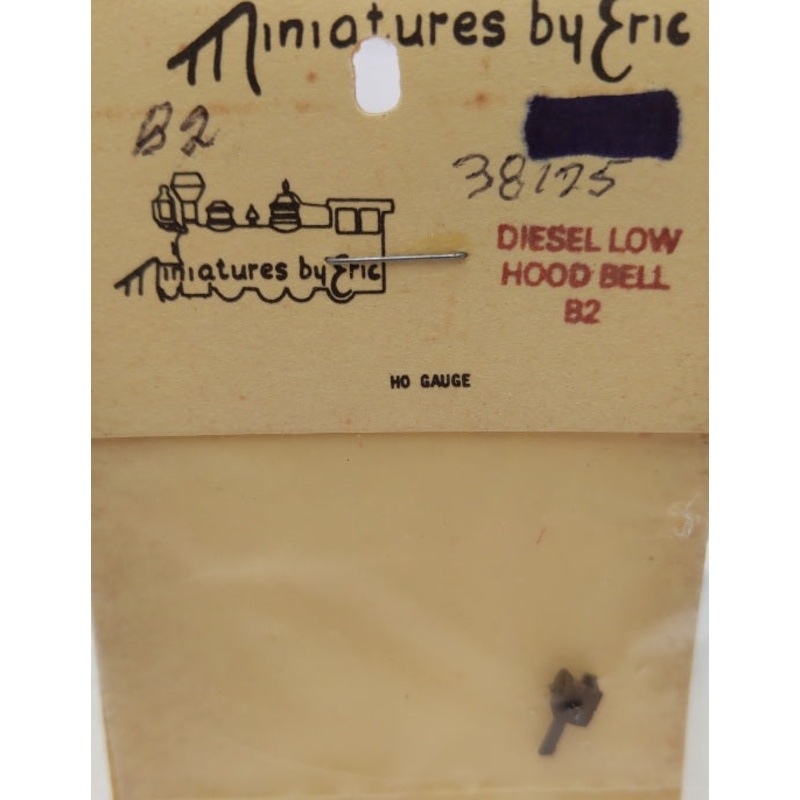 Miniatures by Eric
B2
38175
Miniatures by Eric
DIESEL LOW
HOOD BELL
B2
HO GAUGE